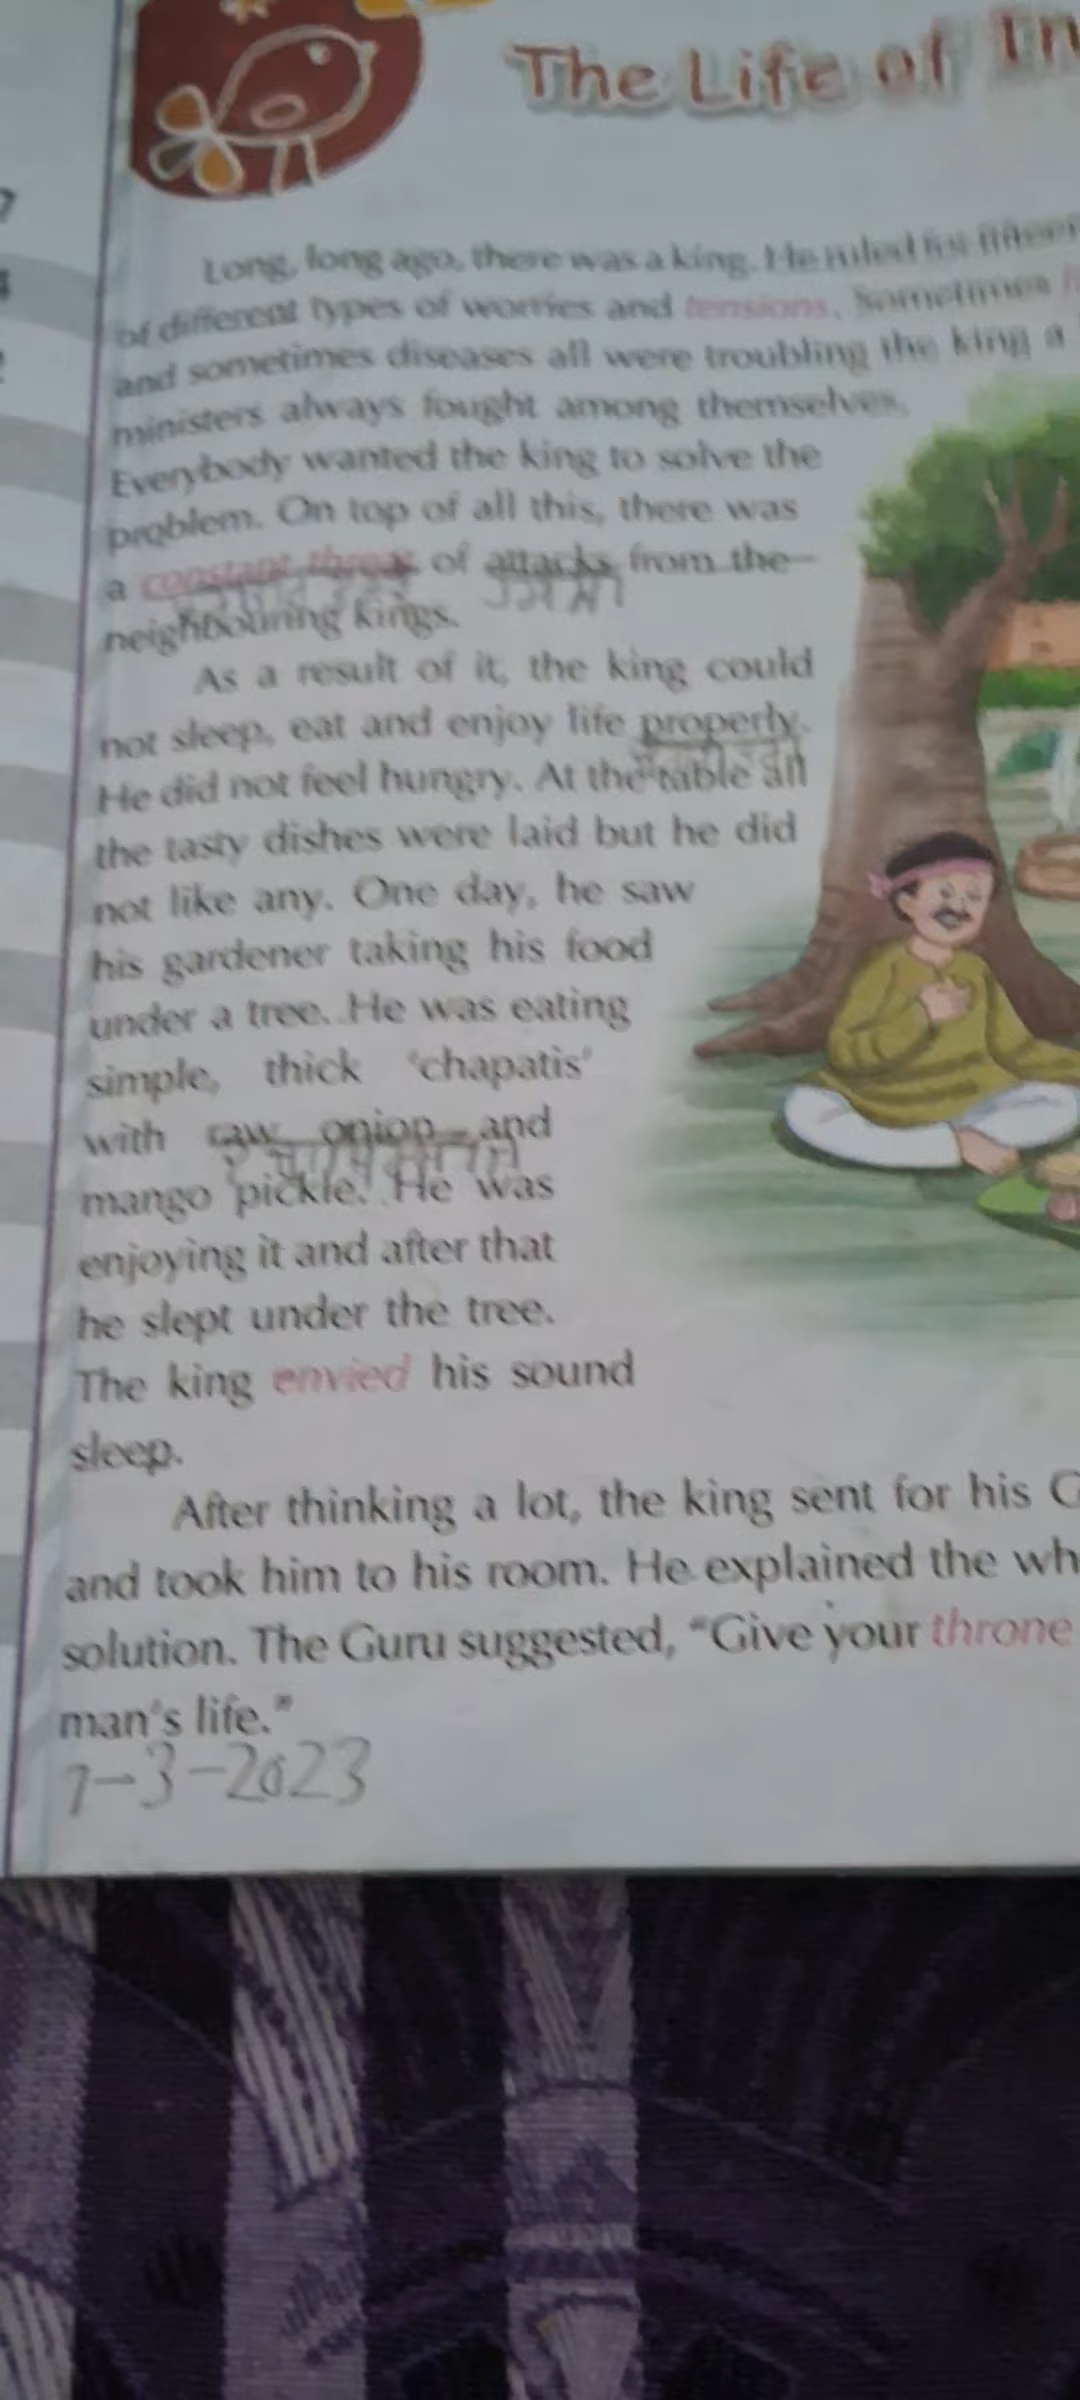 The Life of
Long, long ago, there was a king. He ruled for
of different types of worries and tensions. Sometimes
and sometimes diseases all were troubling the king a
ministers always fought among themselves.
Everybody wanted the king to solve the
problem. On top of all this, there was
a constant threat of attacks from the
neighbouring kings.
As a result of it, the king could
not sleep, eat and enjoy life properly.
He did not feel hungry. At the table all
the tasty dishes were laid but he did
not like any. One day, he saw
his gardener taking his food
under a tree. He was eating
simple, thick 'chapatis'
with raw onion and
mango pickle. He was
enjoying it and after that
he slept under the tree.
The king envied his sound
sleep.
After thinking a lot, the king sent for his G
and took him to his room. He explained the wh
solution. The Guru suggested, "Give your throne
man's life."
7-3-2023